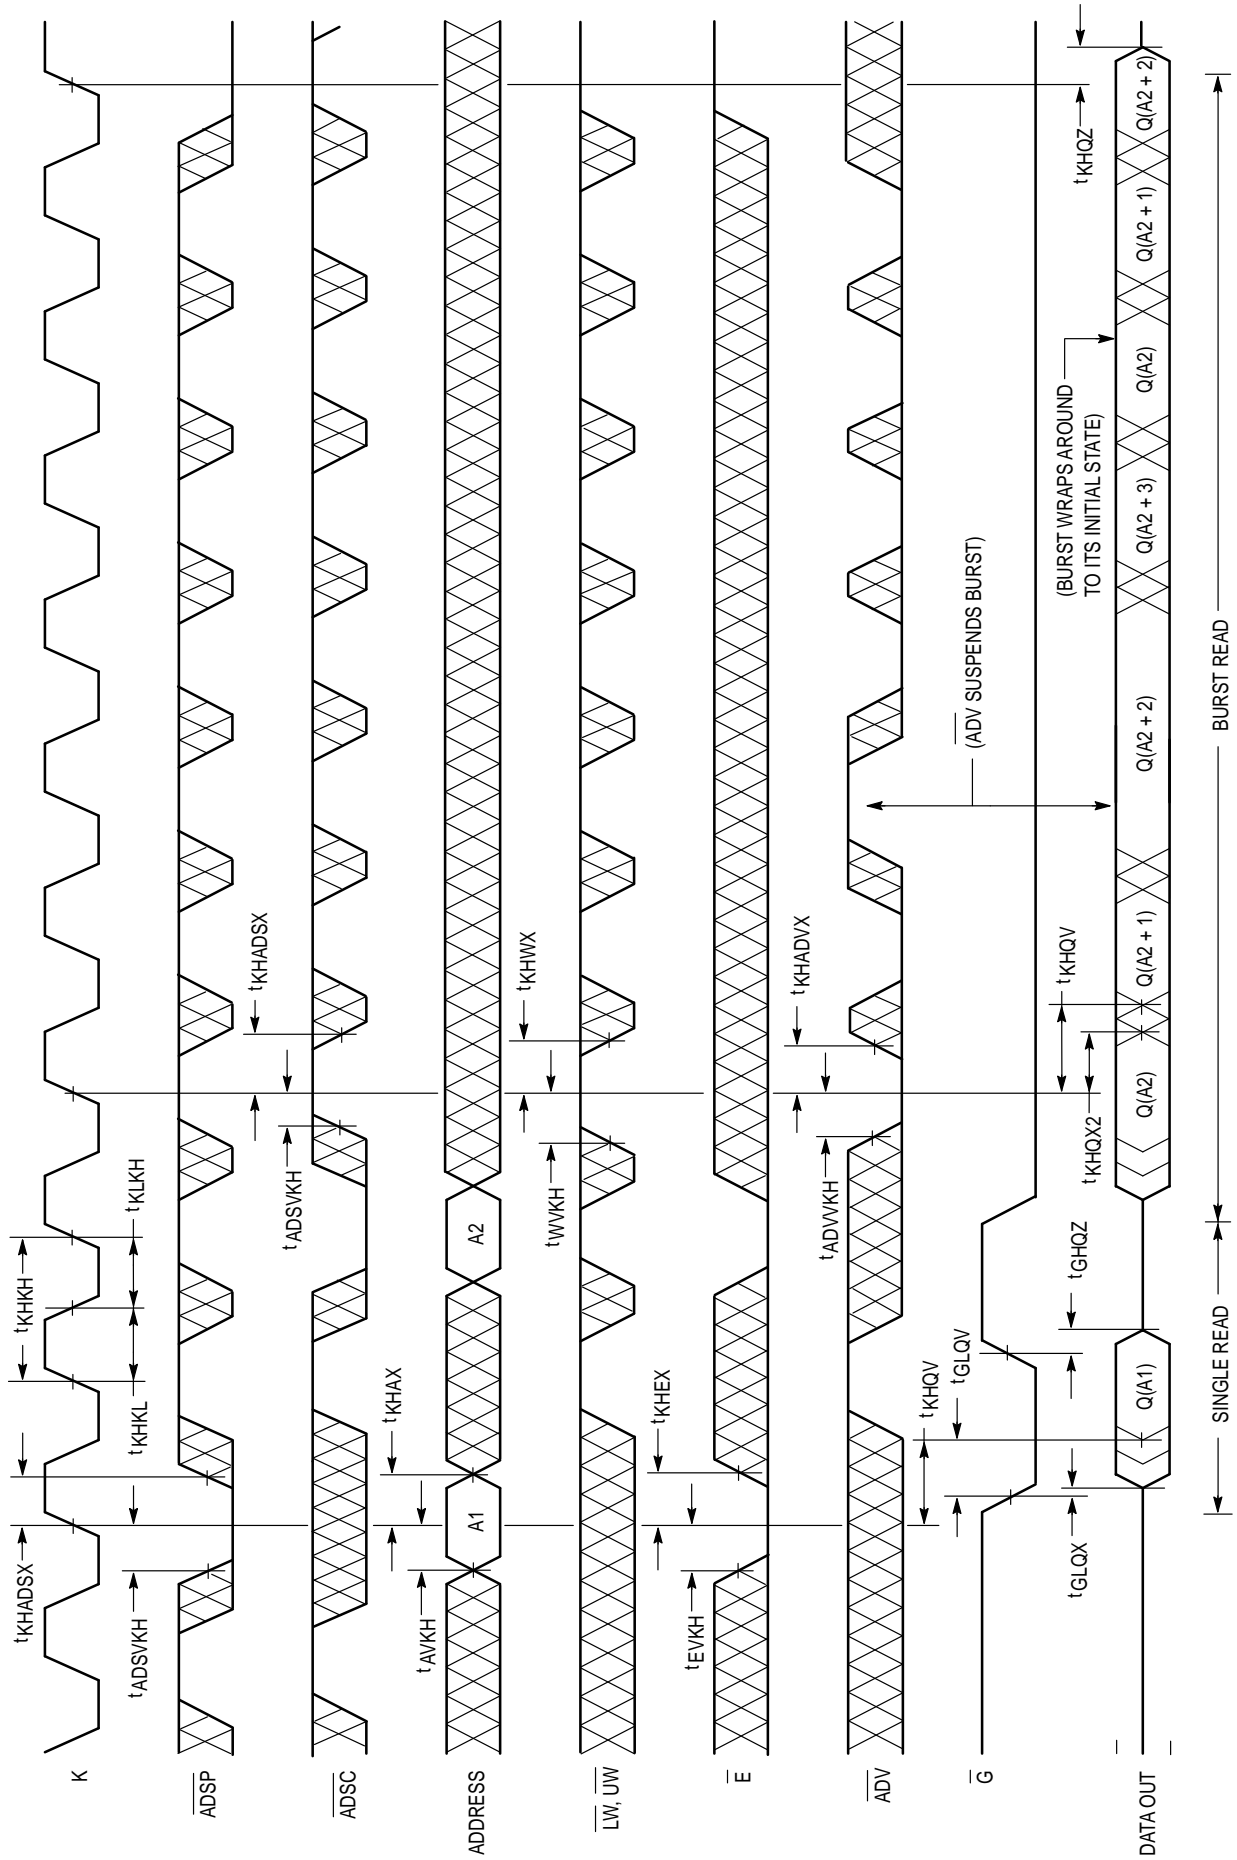 K
ADSP
ADSC
ADDRESS
LW, UW
E
ADV
G
DATA OUT
tKHADSX
tKHKH
tKHKL
tKLKH
tADSVKH
tADSVKH
tKHADSX
tAVKH
tKHAX
A1
A2
tWVKH
tKHWX
tEVKH
tKHEX
tADVVKH
tKHADVX
tKHQV
tGLQV
(ADV SUSPENDS BURST)
tGLQX
tGHQZ
tKHQX2
tKHQV
(BURST WRAPS AROUND
TO ITS INITIAL STATE)
tKHQZ
Q(A1)
Q(A2)
Q(A2 + 1)
Q(A2 + 2)
Q(A2 + 3)
Q(A2)
Q(A2 + 1)
Q(A2 + 2)
SINGLE READ
BURST READ